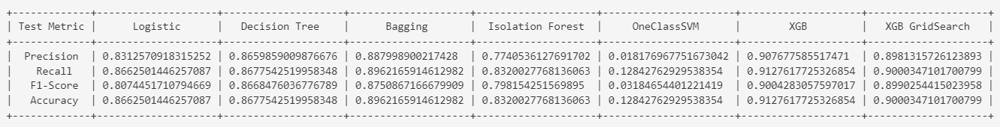 +-------------+--------------------+--------------------+--------------------+--------------------+----------------------+--------------------+--------------------+
| Test Metric |      Logistic      |   Decision Tree    |      Bagging       |  Isolation Forest  |     OneClassSVM      |        XGB         |   XGB GridSearch   |
+-------------+--------------------+--------------------+--------------------+--------------------+----------------------+--------------------+--------------------+
|  Precision  | 0.8312570918315252 | 0.8659859009876676 | 0.887998900217428  | 0.7740536127691702 | 0.018176967751673042 | 0.907677585517471  | 0.8981315726123893 |
|    Recall   | 0.8662501446257087 | 0.8677542519958348 | 0.8962165914612982 | 0.8320027768136063 | 0.12842762929538354  | 0.9127617725326854 | 0.9000347101700799 |
|   F1-Score  | 0.8074451710794669 | 0.8668476036776789 | 0.8750867166679909 | 0.798154251569895  | 0.03184654401221419  | 0.9004283057597017 | 0.8990254415023958 |
|   Accuracy  | 0.8662501446257087 | 0.8677542519958348 | 0.8962165914612982 | 0.8320027768136063 | 0.12842762929538354  | 0.9127617725326854 | 0.9000347101700799 |
+-------------+--------------------+--------------------+--------------------+--------------------+----------------------+--------------------+--------------------+